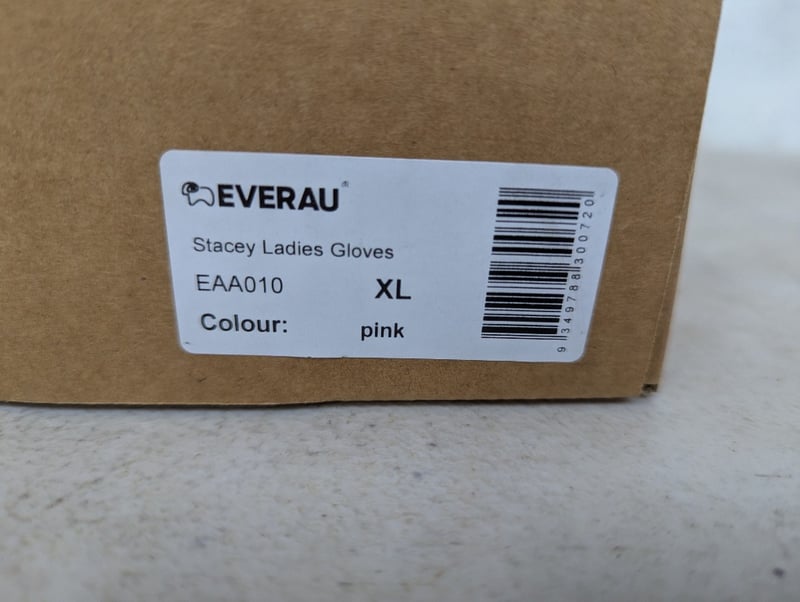 EVERAU®
Stacey Ladies Gloves
EAA010 XL
Colour: pink
9 349788 300720